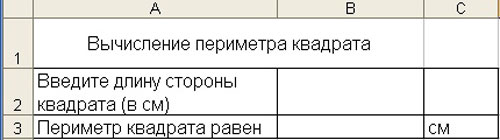 A B C
1 Вычисление периметра квадрата
Введите длину стороны
2 квадрата (в см)
3 Периметр квадрата равен см